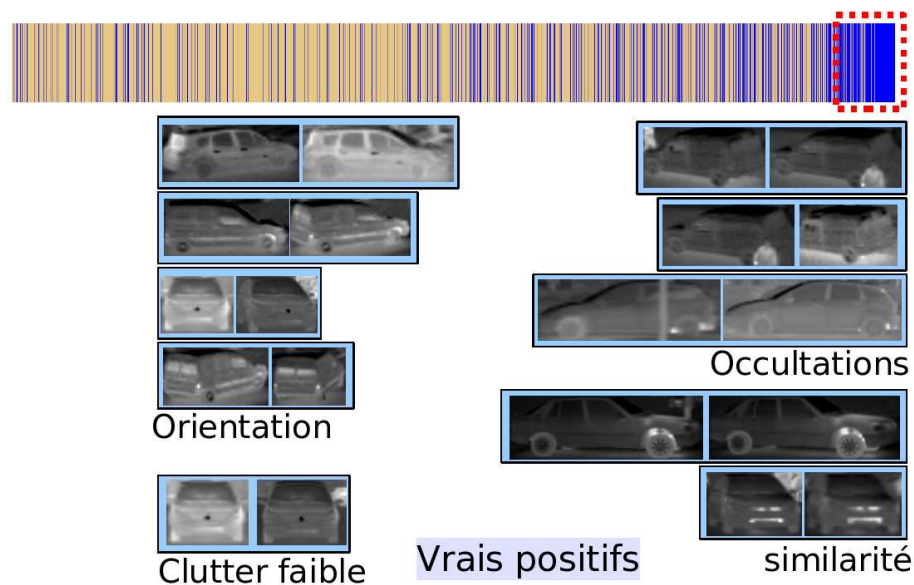 Occultations
Orientation
Clutter faible
Vrais positifs
similarité